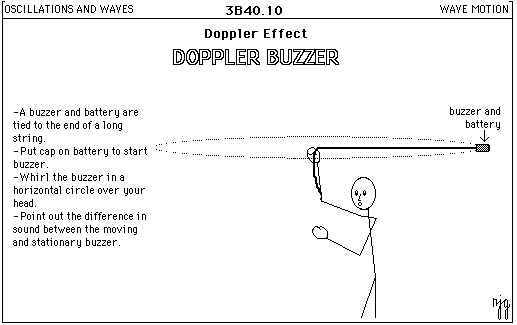 OSCILLATIONS AND WAVES 3B40.10 WAVE MOTION
Doppler Effect
DOPPLER BUZZER
-A buzzer and battery are
tied to the end of a long
string.
-Put cap on battery to start
buzzer.
-Whirl the buzzer in a
horizontal circle over your
head.
-Point out the difference in
sound between the moving
and stationary buzzer.
buzzer and
battery
njg